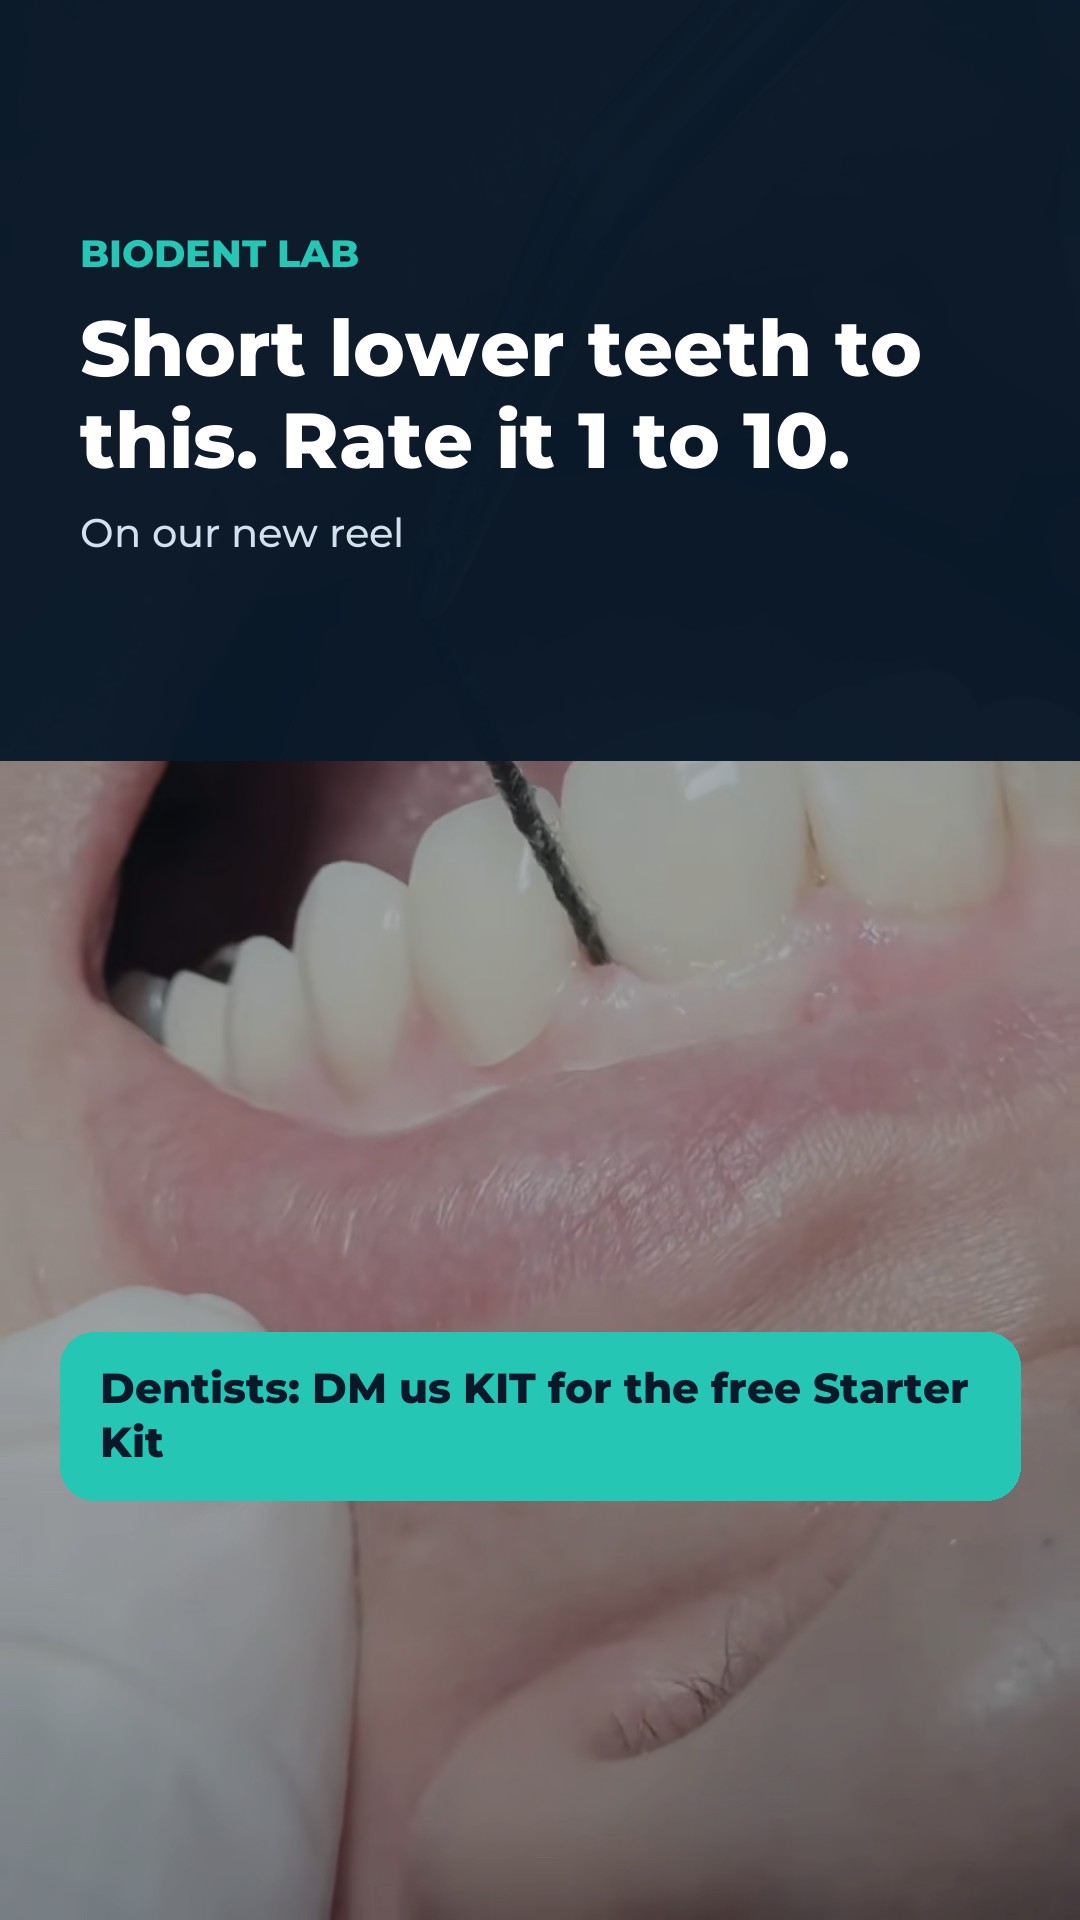 BIODENT LAB
Short lower teeth to
this. Rate it 1 to 10.
On our new reel
Dentists: DM us KIT for the free Starter
Kit